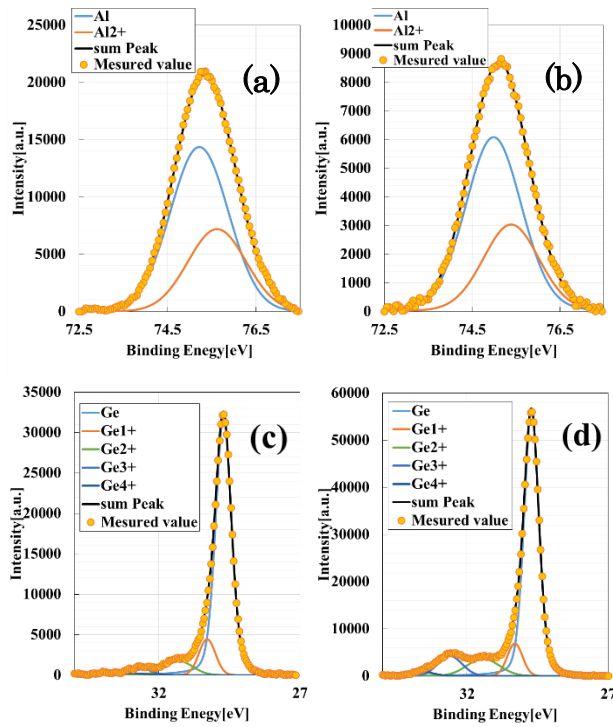 Al
Al2+
sum Peak
Mesured value
(a)
25000
20000
15000
10000
5000
0
72.5
74.5
76.5
Intensity[a.u.]
Binding Enegy[eV]
Al
Al2+
sum Peak
Mesured value
(b)
10000
9000
8000
7000
6000
5000
4000
3000
2000
1000
0
72.5
74.5
76.5
Intensity[a.u.]
Binding Enegy[eV]
Ge
Ge1+
Ge2+
Ge3+
Ge4+
sum Peak
Mesured value
(c)
35000
30000
25000
20000
15000
10000
5000
0
32
27
Intensity[a.u.]
Binding Enegy[eV]
Ge
Ge1+
Ge2+
Ge3+
Ge4+
sum Peak
Mesured value
(d)
60000
50000
40000
30000
20000
10000
0
32
27
Intensity[a.u.]
Binding Enegy[eV]